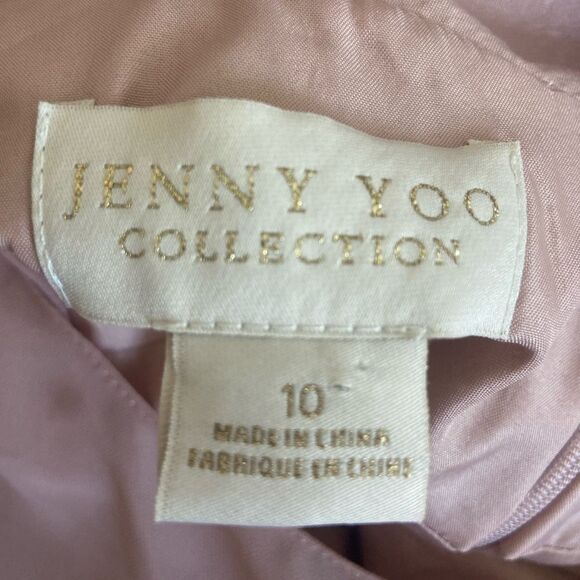 JENNY YOO
COLLECTION
10
MADE IN CHINA
FABRIQUE EN CHINE